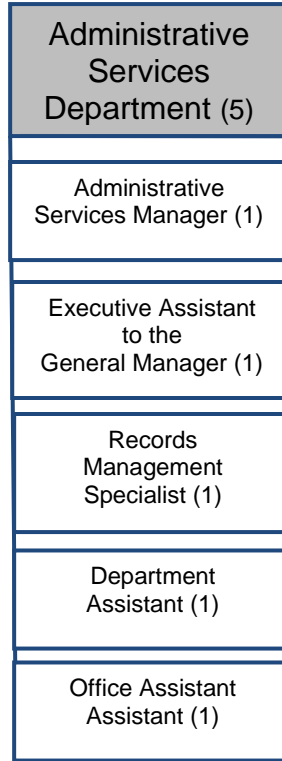 Administrative
Services
Department (5)
Administrative
Services Manager (1)
Executive Assistant
to the
General Manager (1)
Records
Management
Specialist (1)
Department
Assistant (1)
Office Assistant
Assistant (1)